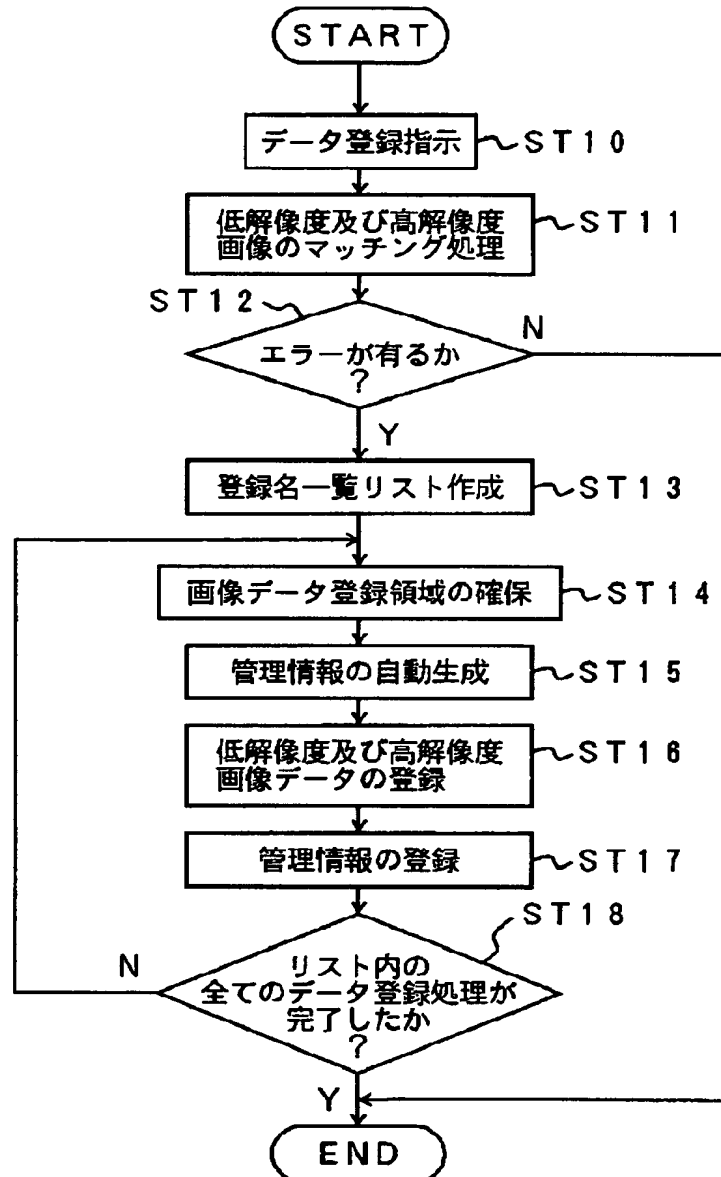 START
データ登録指示
ST10
低解像度及び高解像度
画像のマッチング処理
ST11
ST12
エラーが有るか
?
N
Y
登録名一覧リスト作成
ST13
画像データ登録領域の確保
ST14
管理情報の自動生成
ST15
低解像度及び高解像度
画像データの登録
ST16
管理情報の登録
ST17
ST18
リスト内の
全てのデータ登録処理が
完了したか
?
N
Y
END